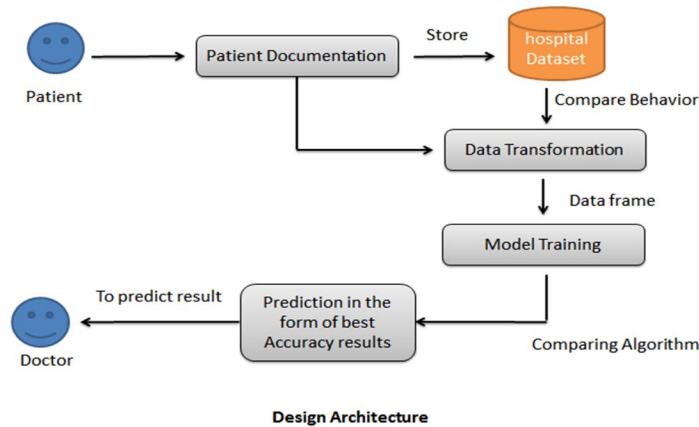 Store
hospital
Dataset
Patient Documentation
Patient
Compare Behavior
Data Transformation
Data frame
Model Training
To predict result
Prediction in the
form of best
Accuracy results
Doctor
Comparing Algorithm
Design Architecture